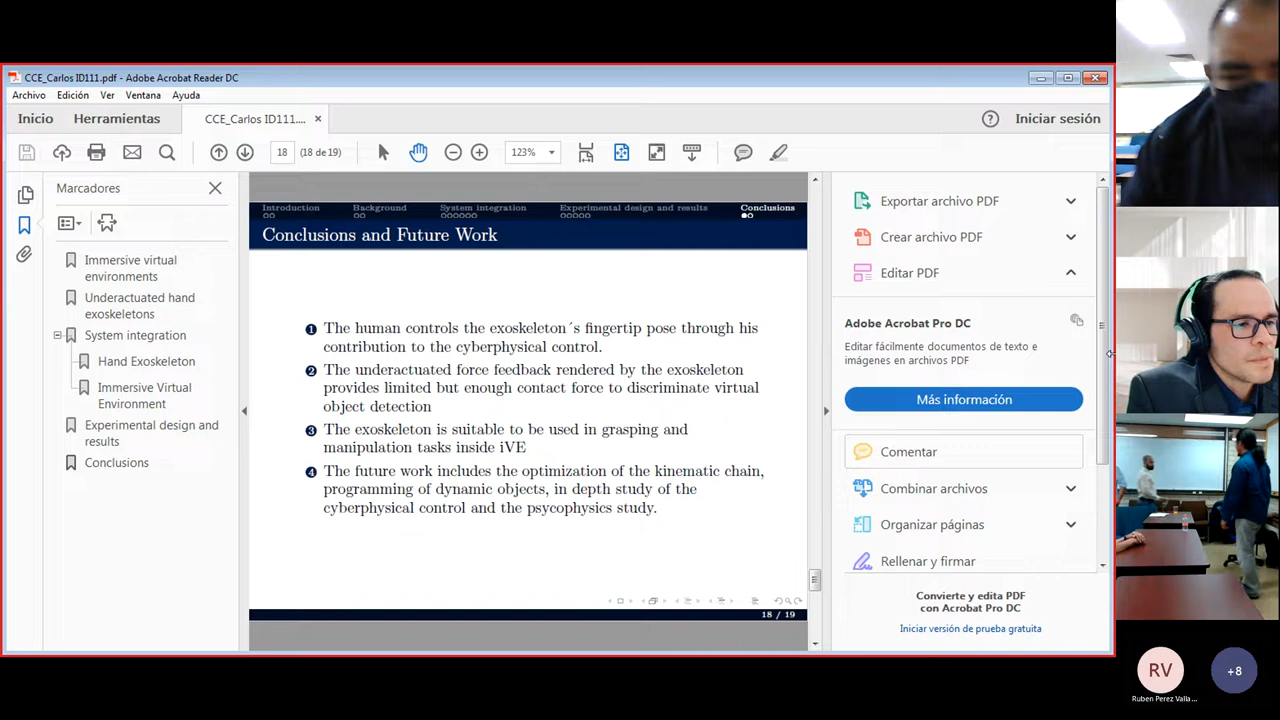 CCE_Carlos ID111.pdf - Adobe Acrobat Reader DC
Archivo Edición Ver Ventana Ayuda
Inicio Herramientas CCE_Carlos ID111.... × Iniciar sesión
18 (18 de 19) 123%
Marcadores
Immersive virtual
environments
Underactuated hand
exoskeletons
System integration
Hand Exoskeleton
Immersive Virtual
Environment
Experimental design and
results
Conclusions
Introduction Background System integration Experimental design and results Conclusions
Conclusions and Future Work
1 The human controls the exoskeleton´s fingertip pose through his
contribution to the cyberphysical control.
2 The underactuated force feedback rendered by the exoskeleton
provides limited but enough contact force to discriminate virtual
object detection
3 The exoskeleton is suitable to be used in grasping and
manipulation tasks inside iVE
4 The future work includes the optimization of the kinematic chain,
programming of dynamic objects, in depth study of the
cyberphysical control and the psycophysics study.
18 / 19
Exportar archivo PDF
Crear archivo PDF
Editar PDF
Adobe Acrobat Pro DC
Editar fácilmente documentos de texto e
imágenes en archivos PDF
Más información
Comentar
Combinar archivos
Organizar páginas
Rellenar y firmar
Convierte y edita PDF
con Acrobat Pro DC
Iniciar versión de prueba gratuita
RV +8
Ruben Perez Valla...